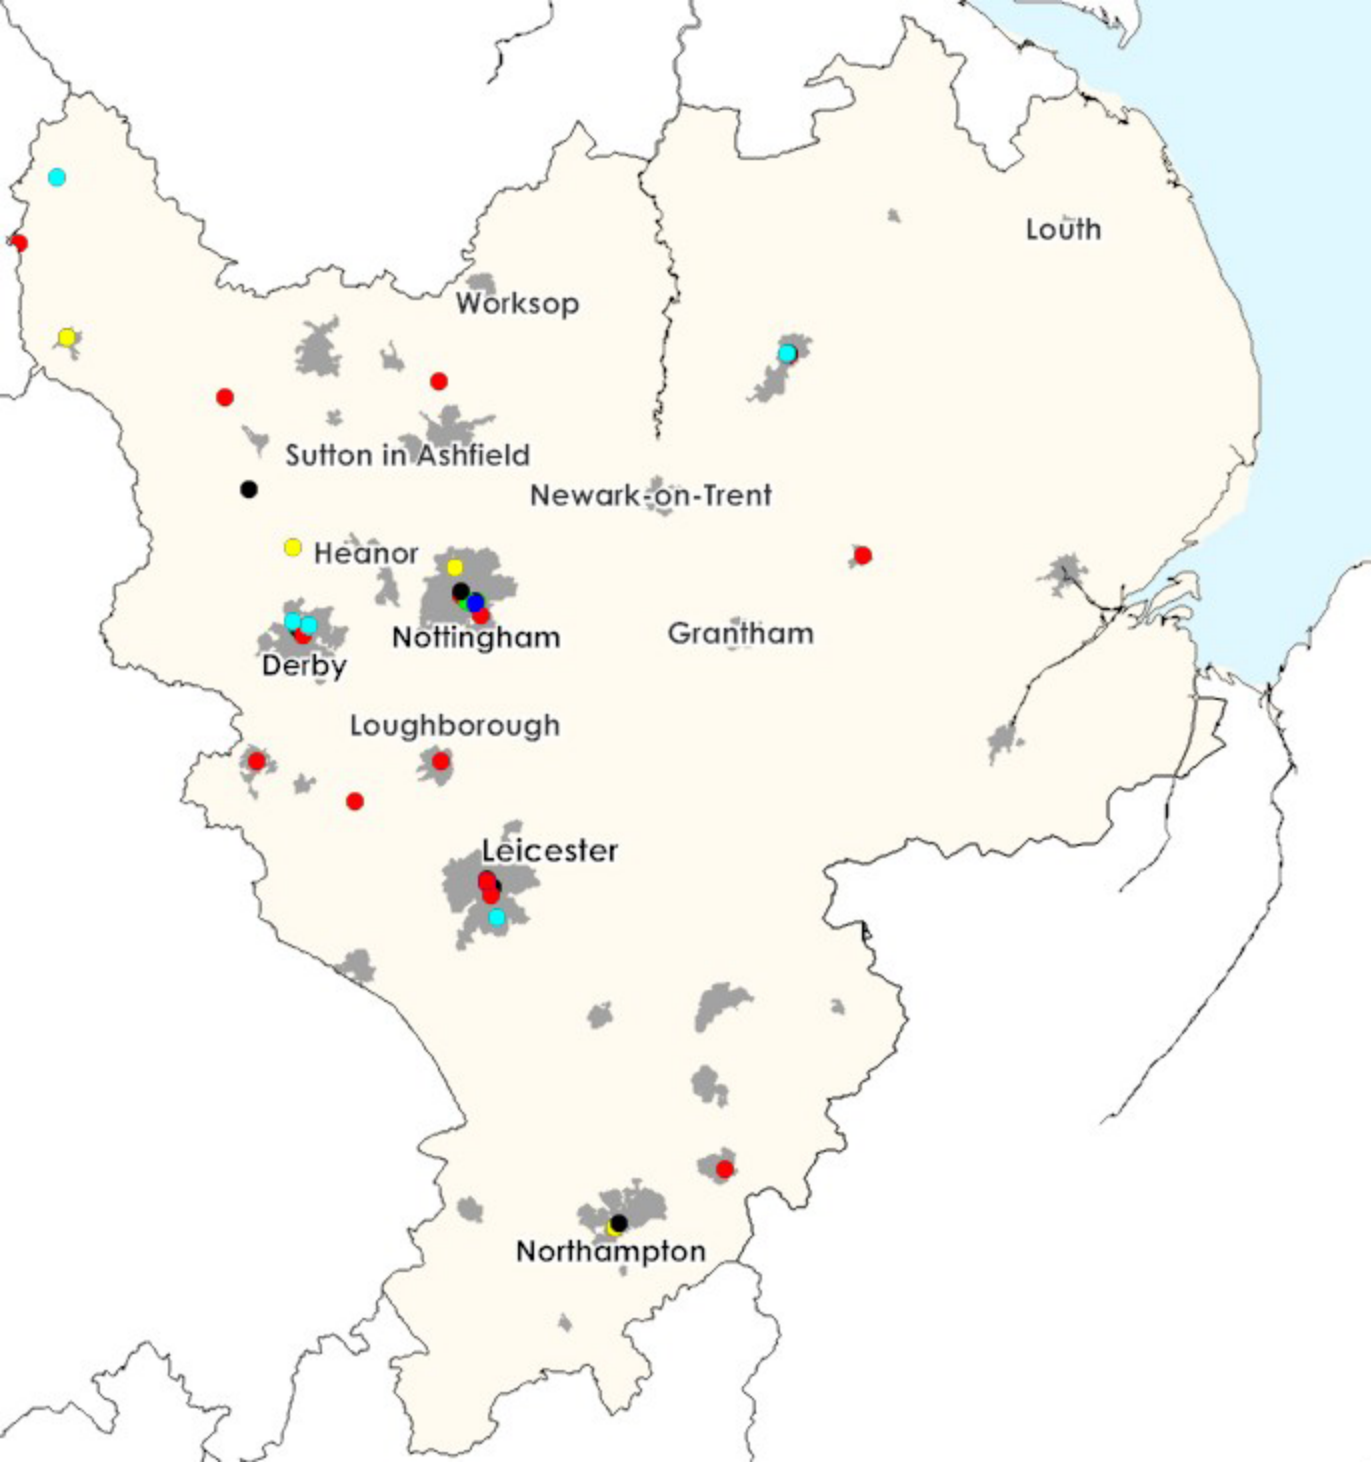 Louth
Worksop
Sutton in Ashfield
Newark-on-Trent
Heanor
Nottingham
Grantham
Derby
Loughborough
Leicester
Northampton